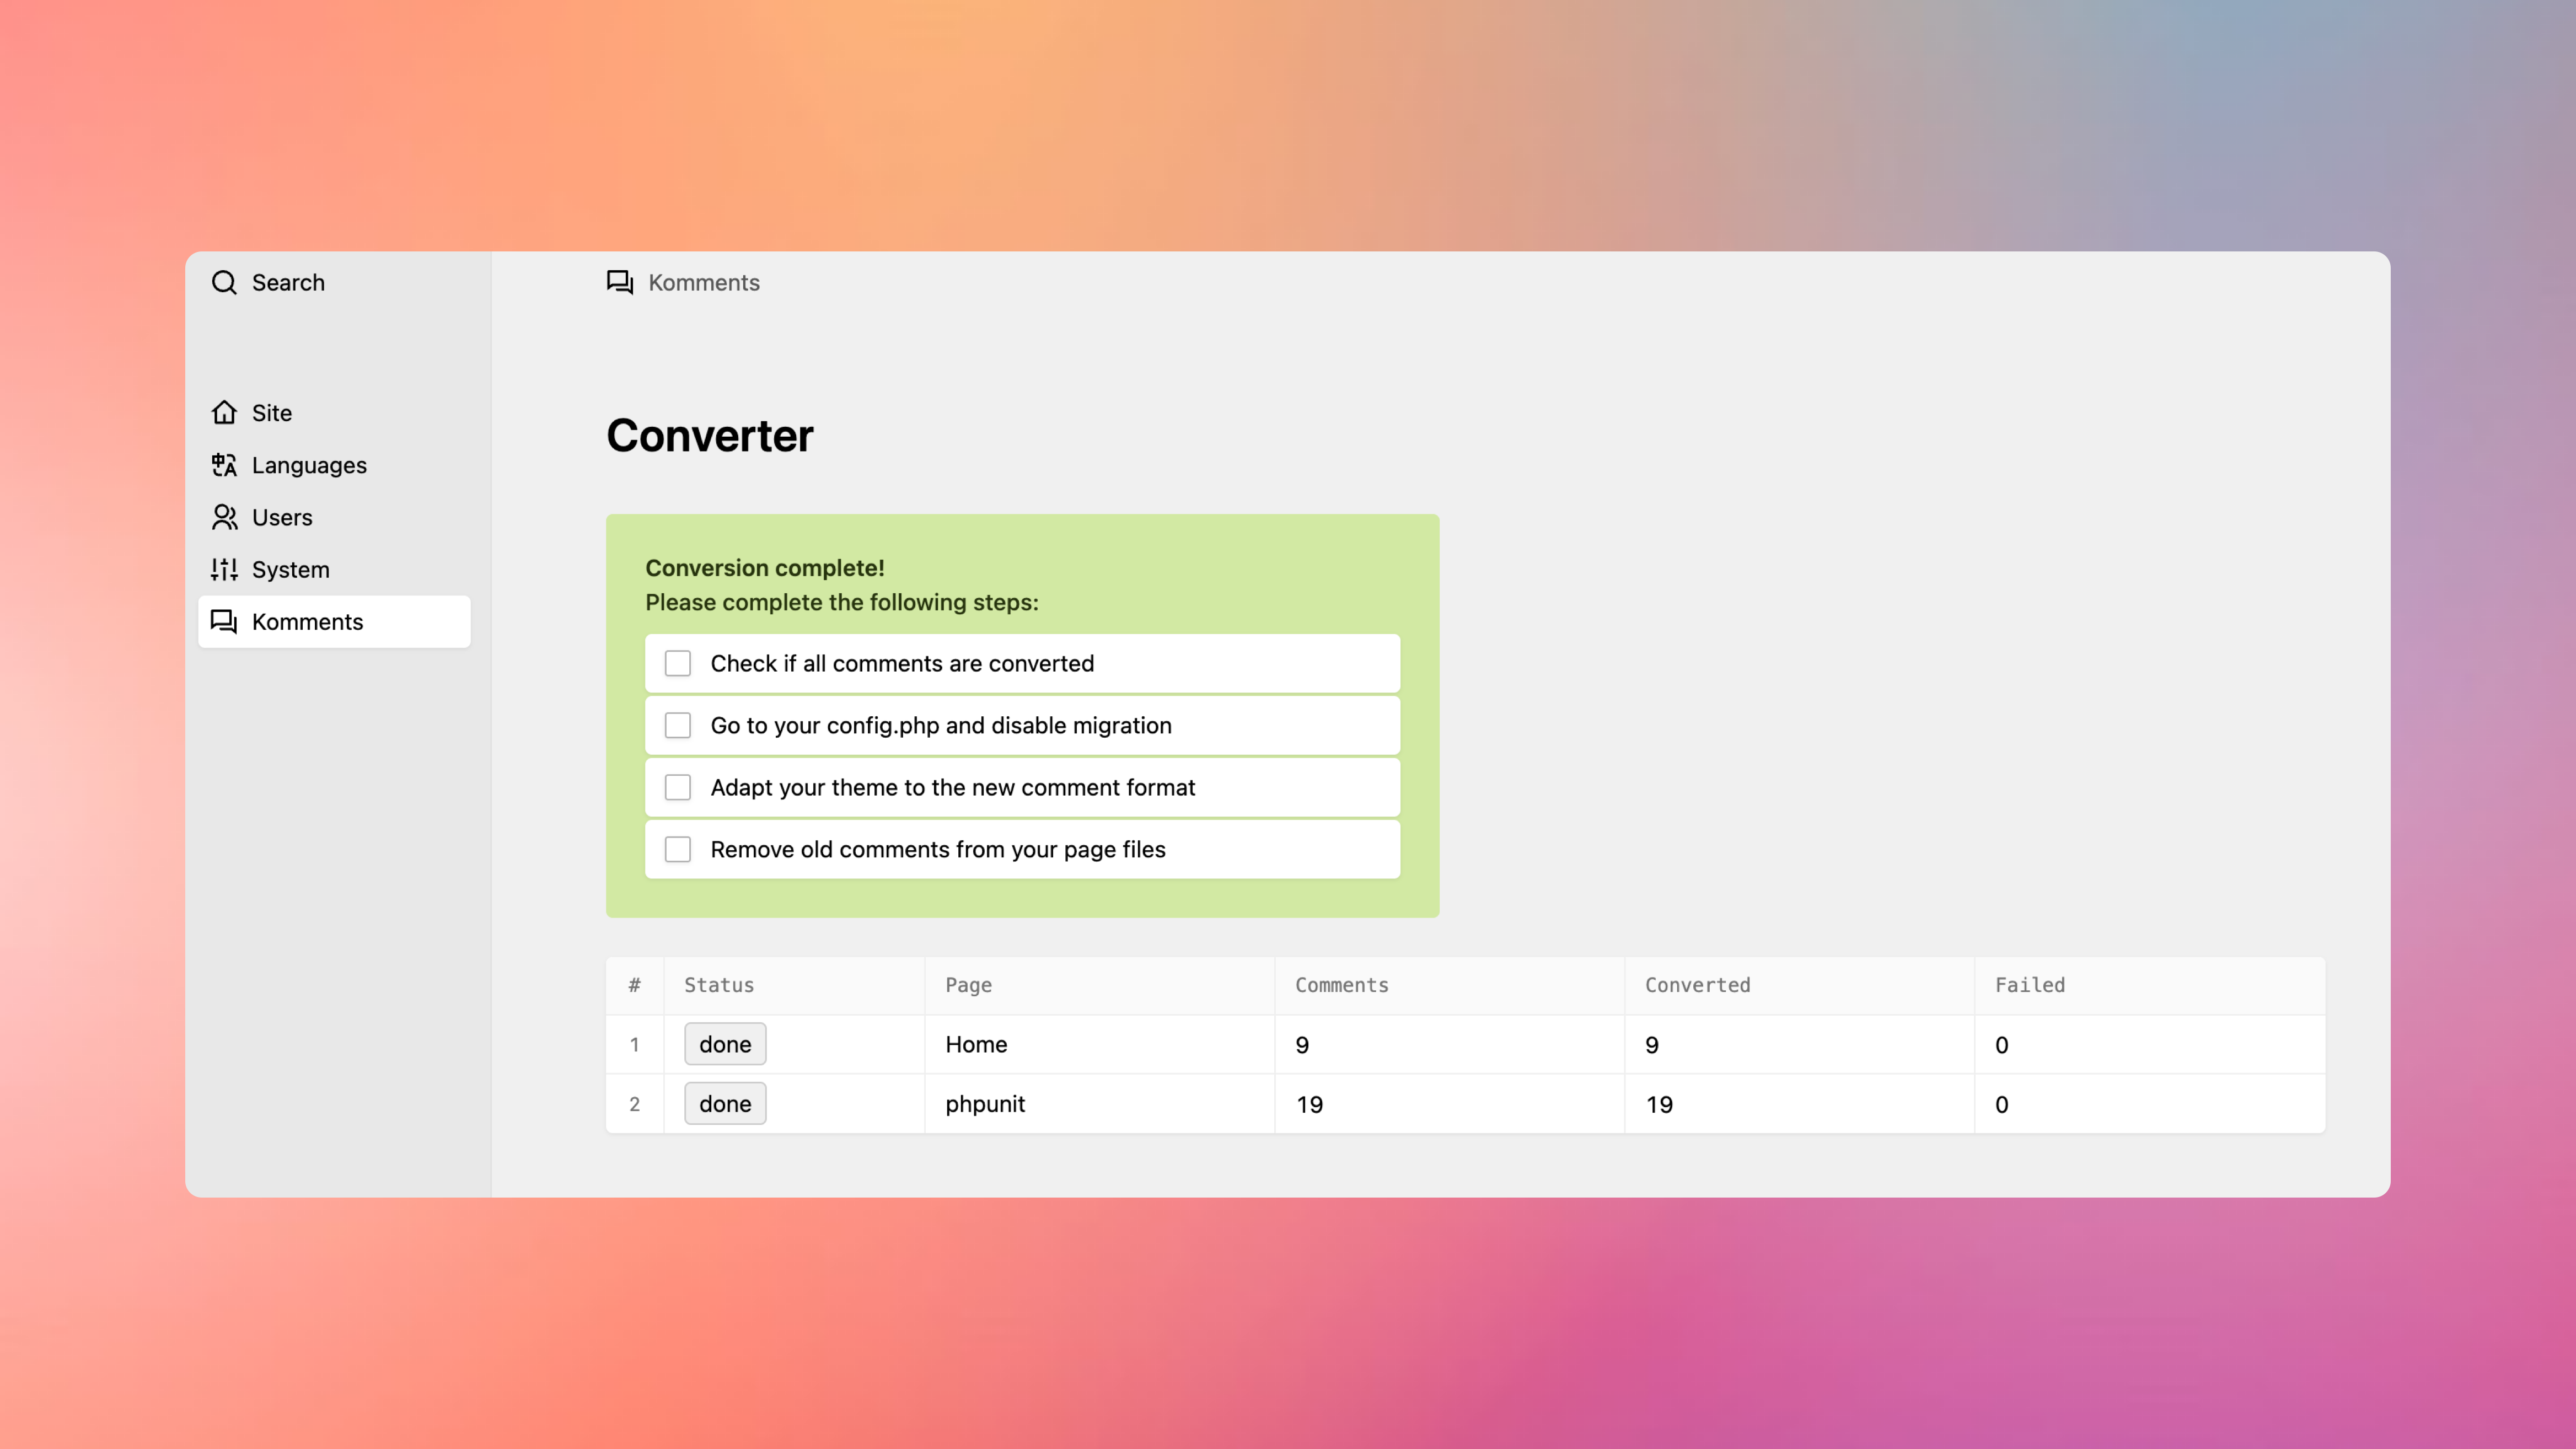 Search
Komments
Site
Languages
Users
System
Komments
Converter
Conversion complete!
Please complete the following steps:
Check if all comments are converted
Go to your config.php and disable migration
Adapt your theme to the new comment format
Remove old comments from your page files
# Status Page Comments Converted Failed
1 done Home 9 9 0
2 done phpunit 19 19 0